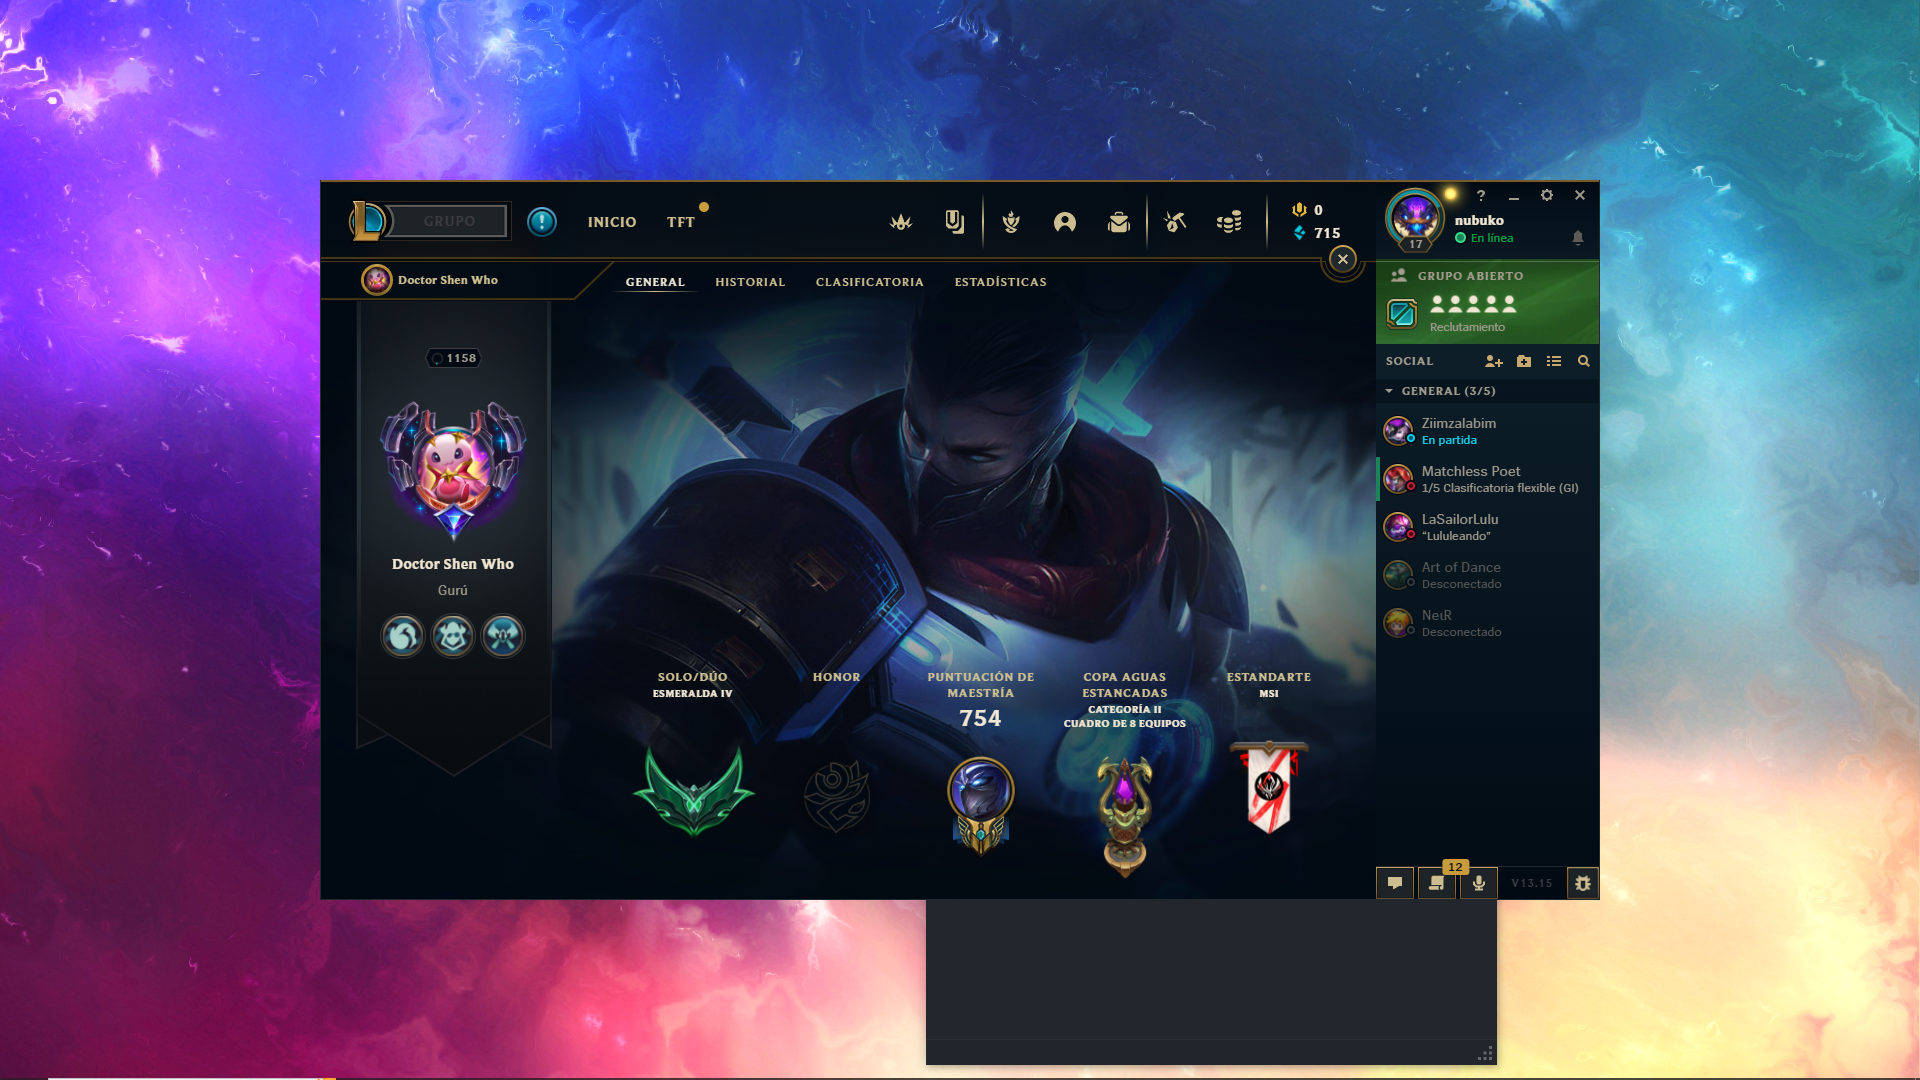 GRUPO
!
INICIO
TFT
0
715
17
?
nubuko
En línea
Doctor Shen Who
GENERAL
HISTORIAL
CLASIFICATORIA
ESTADÍSTICAS
GRUPO ABIERTO
Reclutamiento
SOCIAL
GENERAL (3/5)
Ziimzalabim
En partida
Matchless Poet
1/5 Clasificatoria flexible (GI)
LaSailorLulu
“Lululeando”
Art of Dance
Desconectado
NeιR
Desconectado
1158
Doctor Shen Who
Gurú
SOLO/DÚO
ESMERALDA IV
HONOR
PUNTUACIÓN DE
MAESTRÍA
754
COPA AGUAS
ESTANCADAS
CATEGORÍA II
CUADRO DE 8 EQUIPOS
ESTANDARTE
MSI
12
V13.15